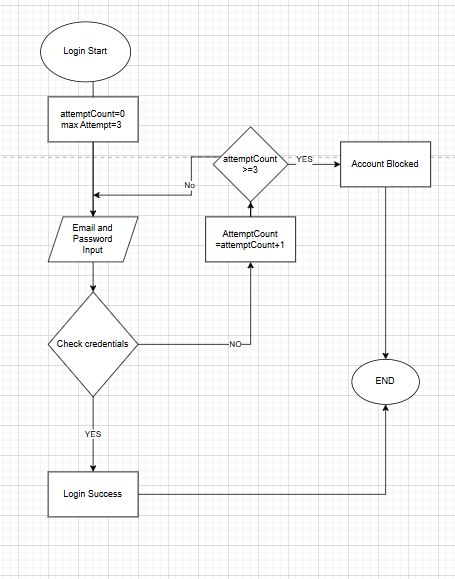 Login Start
attemptCount=0
max Attempt=3
attemptCount
>=3
YES
Account Blocked
No
Email and
Password
Input
AttemptCount
=attemptCount+1
Check credentials
NO
END
YES
Login Success